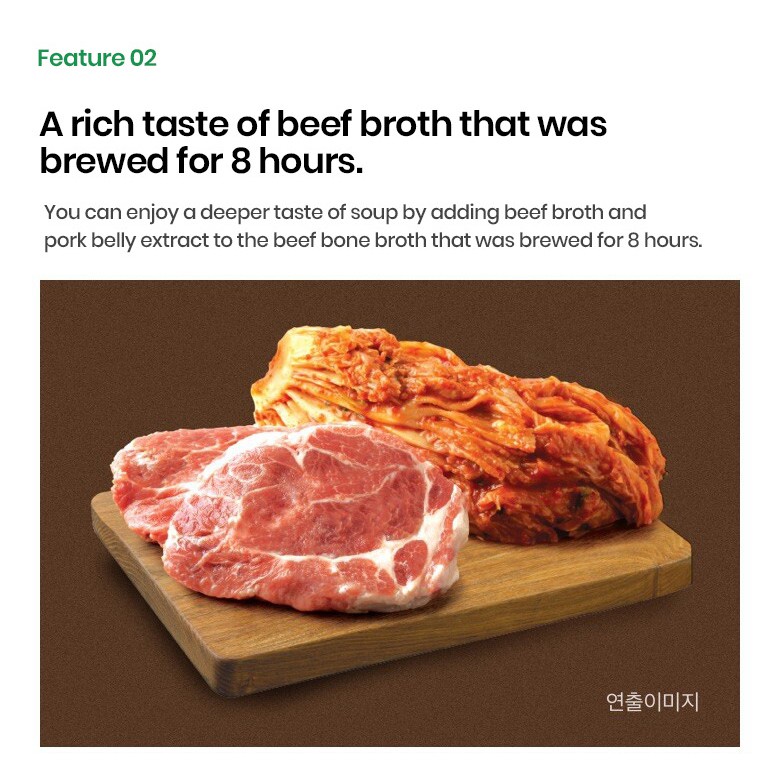 Feature 02
A rich taste of beef broth that was
brewed for 8 hours.
You can enjoy a deeper taste of soup by adding beef broth and
pork belly extract to the beef bone broth that was brewed for 8 hours.
연출이미지